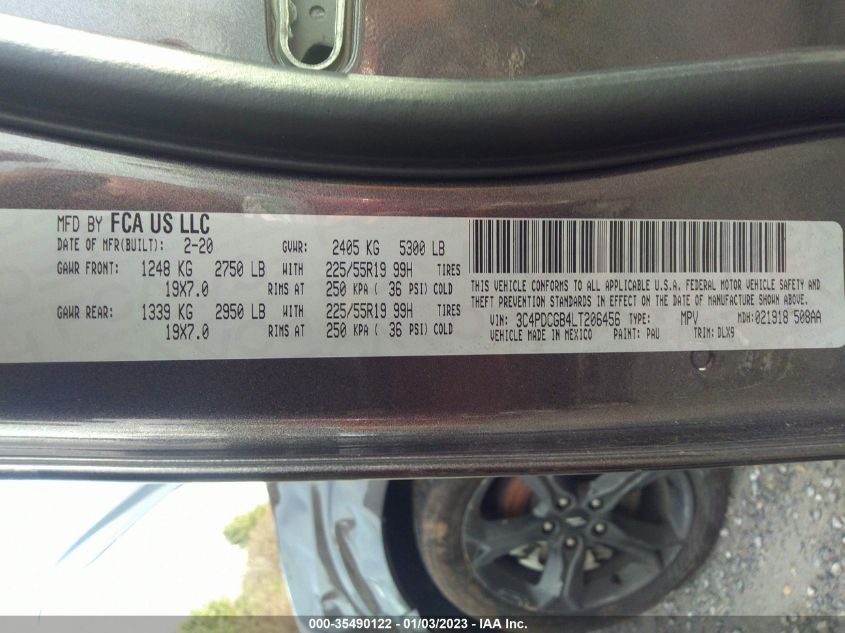 MFD BY FCA US LLC
DATE OF MFR(BUILT): 2-20 GVWR: 2405 KG 5300 LB
GAWR FRONT: 1248 KG 2750 LB WITH 225/55R19 99H TIRES
19X7.0 RIMS AT 250 KPA ( 36 PSI) COLD
GAWR REAR: 1339 KG 2950 LB WITH 225/55R19 99H TIRES
19X7.0 RIMS AT 250 KPA ( 36 PSI) COLD
THIS VEHICLE CONFORMS TO ALL APPLICABLE U.S.A. FEDERAL MOTOR VEHICLE SAFETY AND
THEFT PREVENTION STANDARDS IN EFFECT ON THE DATE OF MANUFACTURE SHOWN ABOVE.
VIN: 3C4PDCGB4LT206456 TYPE: MPV MDH:021918 508AA
VEHICLE MADE IN MEXICO PAINT: PAU TRIM: DLX9
000-35490122 - 01/03/2023 - IAA Inc.